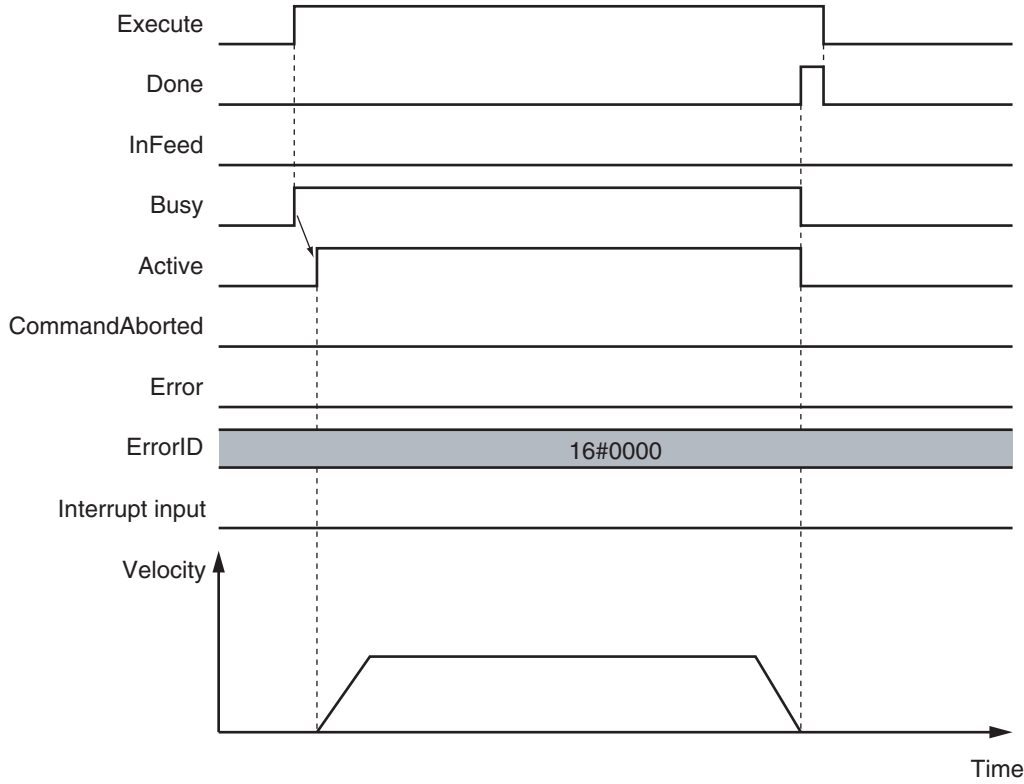 Execute
Done
InFeed
Busy
Active
CommandAborted
Error
ErrorID
16#0000
Interrupt input
Velocity
Time